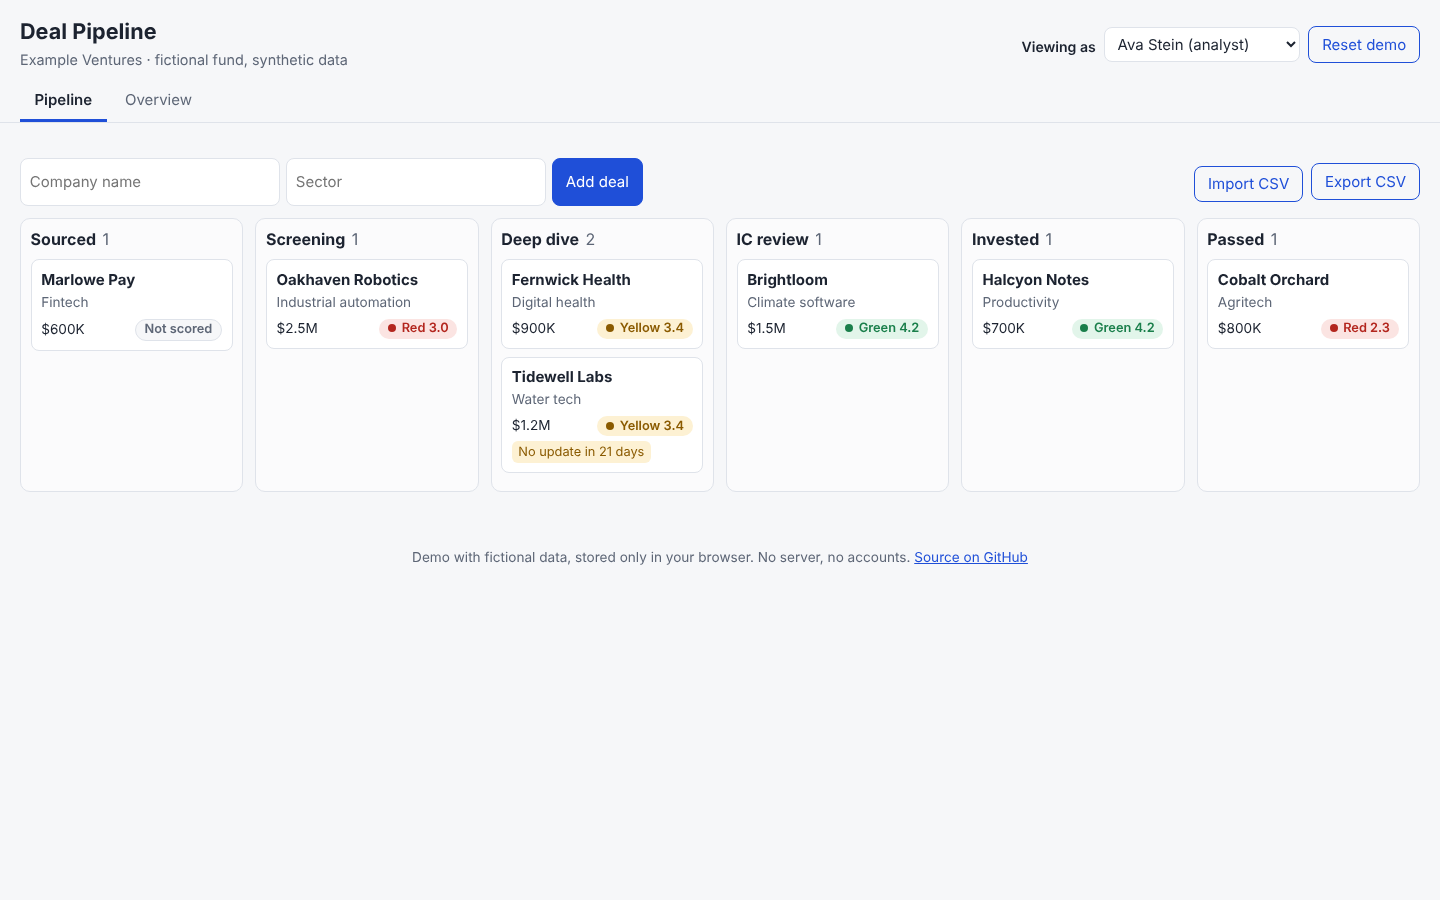 Deal Pipeline
Example Ventures · fictional fund, synthetic data
Viewing as
Ava Stein (analyst)
Reset demo
Pipeline
Overview
Company name
Sector
Add deal
Import CSV
Export CSV
Sourced 1
Marlowe Pay
Fintech
$600K
Not scored
Screening 1
Oakhaven Robotics
Industrial automation
$2.5M
Red 3.0
Deep dive 2
Fernwick Health
Digital health
$900K
Yellow 3.4
Tidewell Labs
Water tech
$1.2M
Yellow 3.4
No update in 21 days
IC review 1
Brightloom
Climate software
$1.5M
Green 4.2
Invested 1
Halcyon Notes
Productivity
$700K
Green 4.2
Passed 1
Cobalt Orchard
Agritech
$800K
Red 2.3
Demo with fictional data, stored only in your browser. No server, no accounts. Source on GitHub